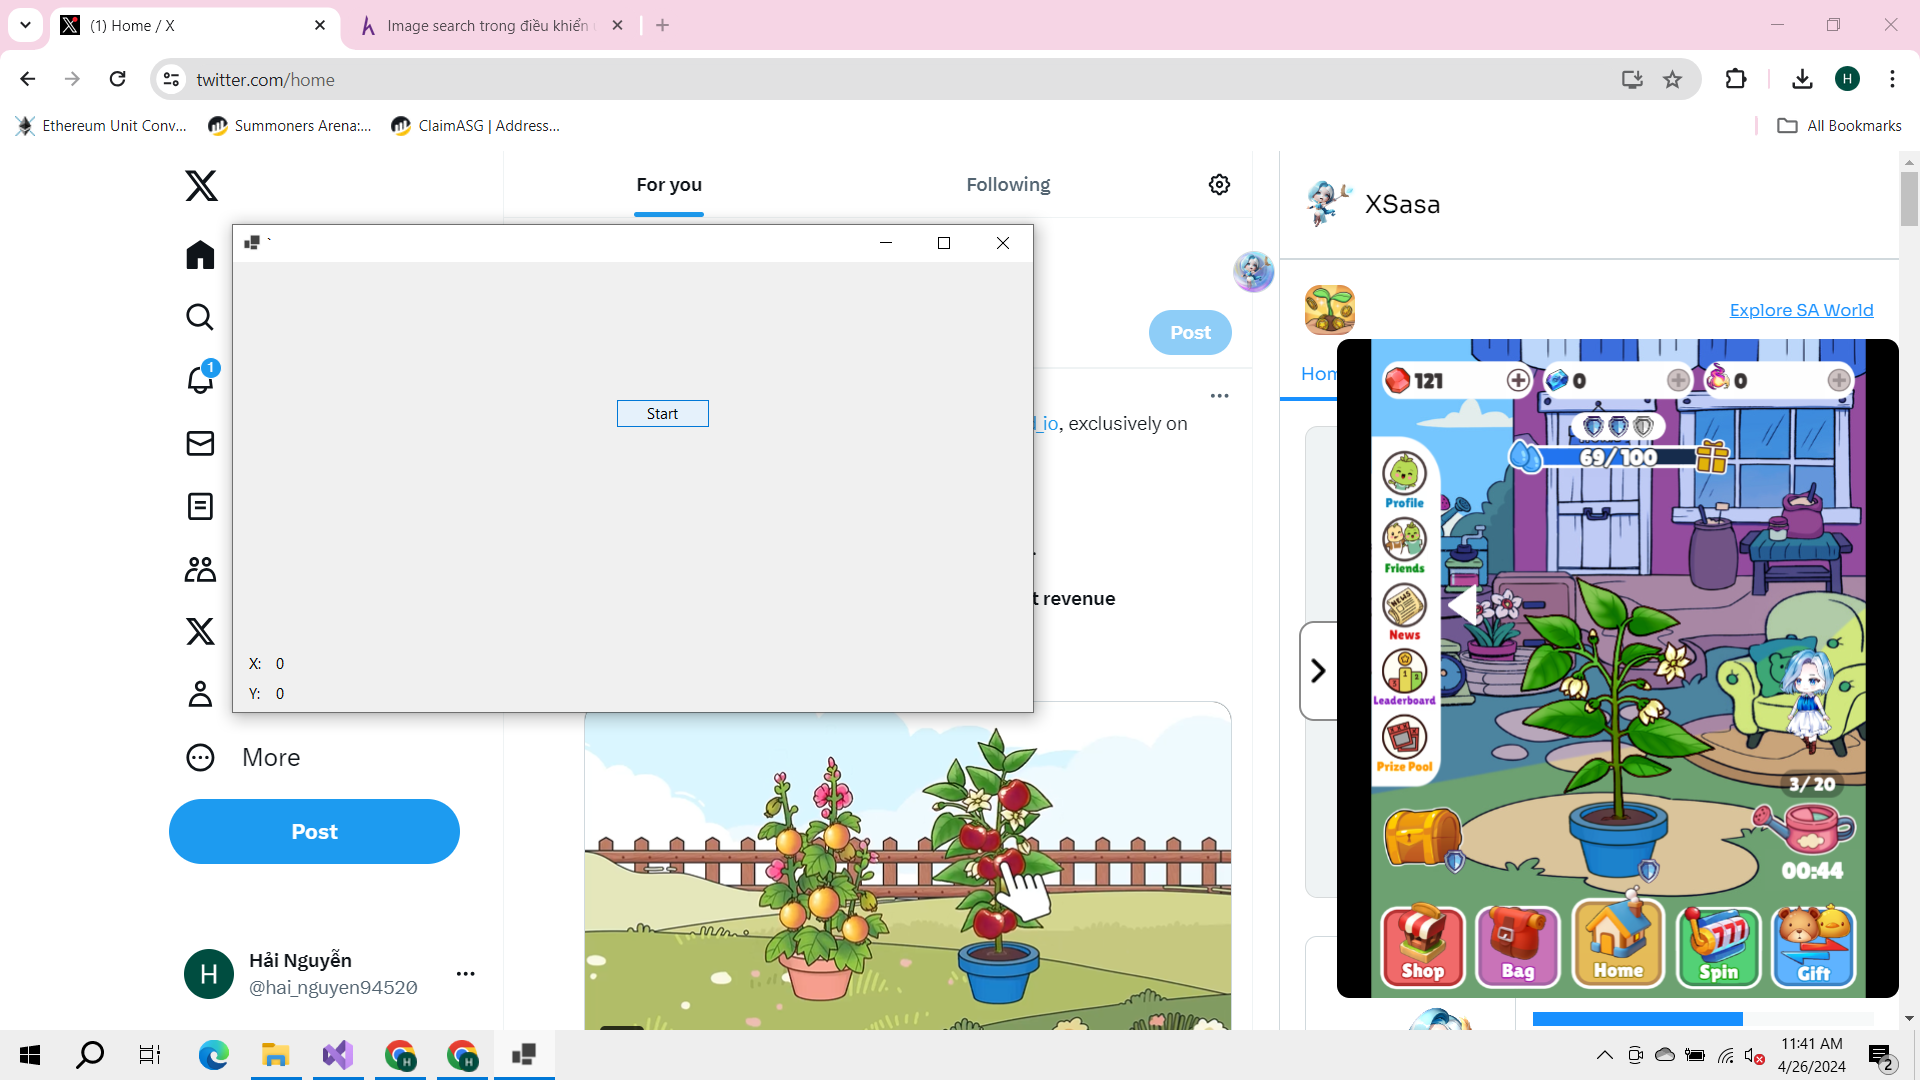 (1) Home / X
Image search trong điều khiển
twitter.com/home
H
Ethereum Unit Conv...
Summoners Arena:...
ClaimASG | Address...
All Bookmarks
For you
Following
XSasa
Explore SA World
`
Start
X: 0
Y: 0
1
Post
_io, exclusively on
t revenue
More
Post
H
Hải Nguyễn
@hai_nguyen94520
121
0
0
69/100
Profile
Friends
NEWS
News
Leaderboard
Prize Pool
3/20
00:44
Shop
Bag
Home
777
Spin
Gift
11:41 AM
4/26/2024
2